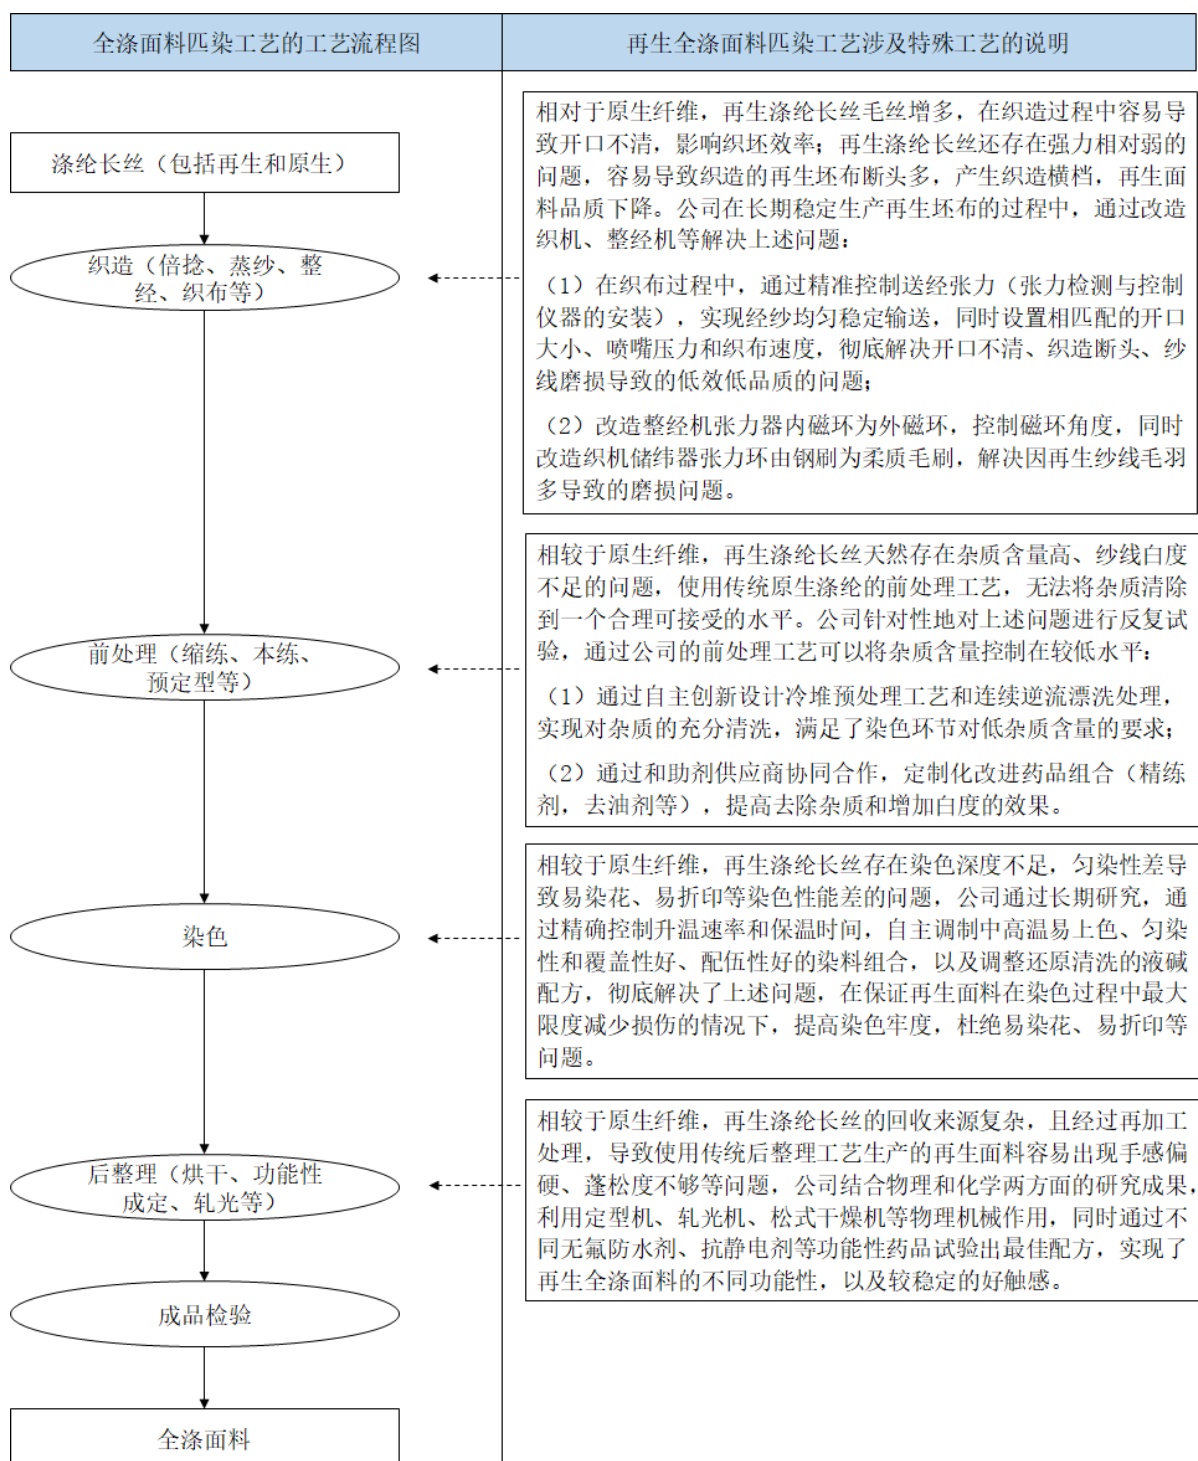 全涤面料匹染工艺的工艺流程图
再生全涤面料匹染工艺涉及特殊工艺的说明
涤纶长丝（包括再生和原生）
织造（倍捻、蒸纱、整
经、织布等）
相对于原生纤维，再生涤纶长丝毛丝增多，在织造过程中容易导
致开口不清，影响织坯效率；再生涤纶长丝还存在强力相对弱的
问题，容易导致织造的再生坯布断头多，产生织造横档，再生面
料品质下降。公司在长期稳定生产再生坯布的过程中，通过改造
织机、整经机等解决上述问题：
（1）在织布过程中，通过精准控制送经张力（张力检测与控制
仪器的安装），实现经纱均匀稳定输送，同时设置相匹配的开口
大小、喷嘴压力和织布速度，彻底解决开口不清、织造断头、纱
线磨损导致的低效低品质的问题；
（2）改造整经机张力器内磁环为外磁环，控制磁环角度，同时
改造织机储纬器张力环由钢刷为柔质毛刷，解决因再生纱线毛羽
多导致的磨损问题。
前处理（缩练、本练、
预定型等）
相较于原生纤维，再生涤纶长丝天然存在杂质含量高、纱线白度
不足的问题，使用传统原生涤纶的前处理工艺，无法将杂质清除
到一个合理可接受的水平。公司针对性地对上述问题进行反复试
验，通过公司的前处理工艺可以将杂质含量控制在较低水平：
（1）通过自主创新设计冷堆预处理工艺和连续逆流漂洗处理，
实现对杂质的充分清洗，满足了染色环节对低杂质含量的要求；
（2）通过和助剂供应商协同合作，定制化改进药品组合（精练
剂，去油剂等），提高去除杂质和增加白度的效果。
染色
相较于原生纤维，再生涤纶长丝存在染色深度不足，匀染性差导
致易染花、易折印等染色性能差的问题，公司通过长期研究，通
过精确控制升温速率和保温时间，自主调制中高温易上色、匀染
性和覆盖性好、配伍性好的染料组合，以及调整还原清洗的液碱
配方，彻底解决了上述问题，在保证再生面料在染色过程中最大
限度减少损伤的情况下，提高染色牢度，杜绝易染花、易折印等
问题。
后整理（烘干、功能性
成定、轧光等）
相较于原生纤维，再生涤纶长丝的回收来源复杂，且经过再加工
处理，导致使用传统后整理工艺生产的再生面料容易出现手感偏
硬、蓬松度不够等问题，公司结合物理和化学两方面的研究成果，
利用定型机、轧光机、松式干燥机等物理机械作用，同时通过不
同无氟防水剂、抗静电剂等功能性药品试验出最佳配方，实现了
再生全涤面料的不同功能性，以及较稳定的好触感。
成品检验
全涤面料